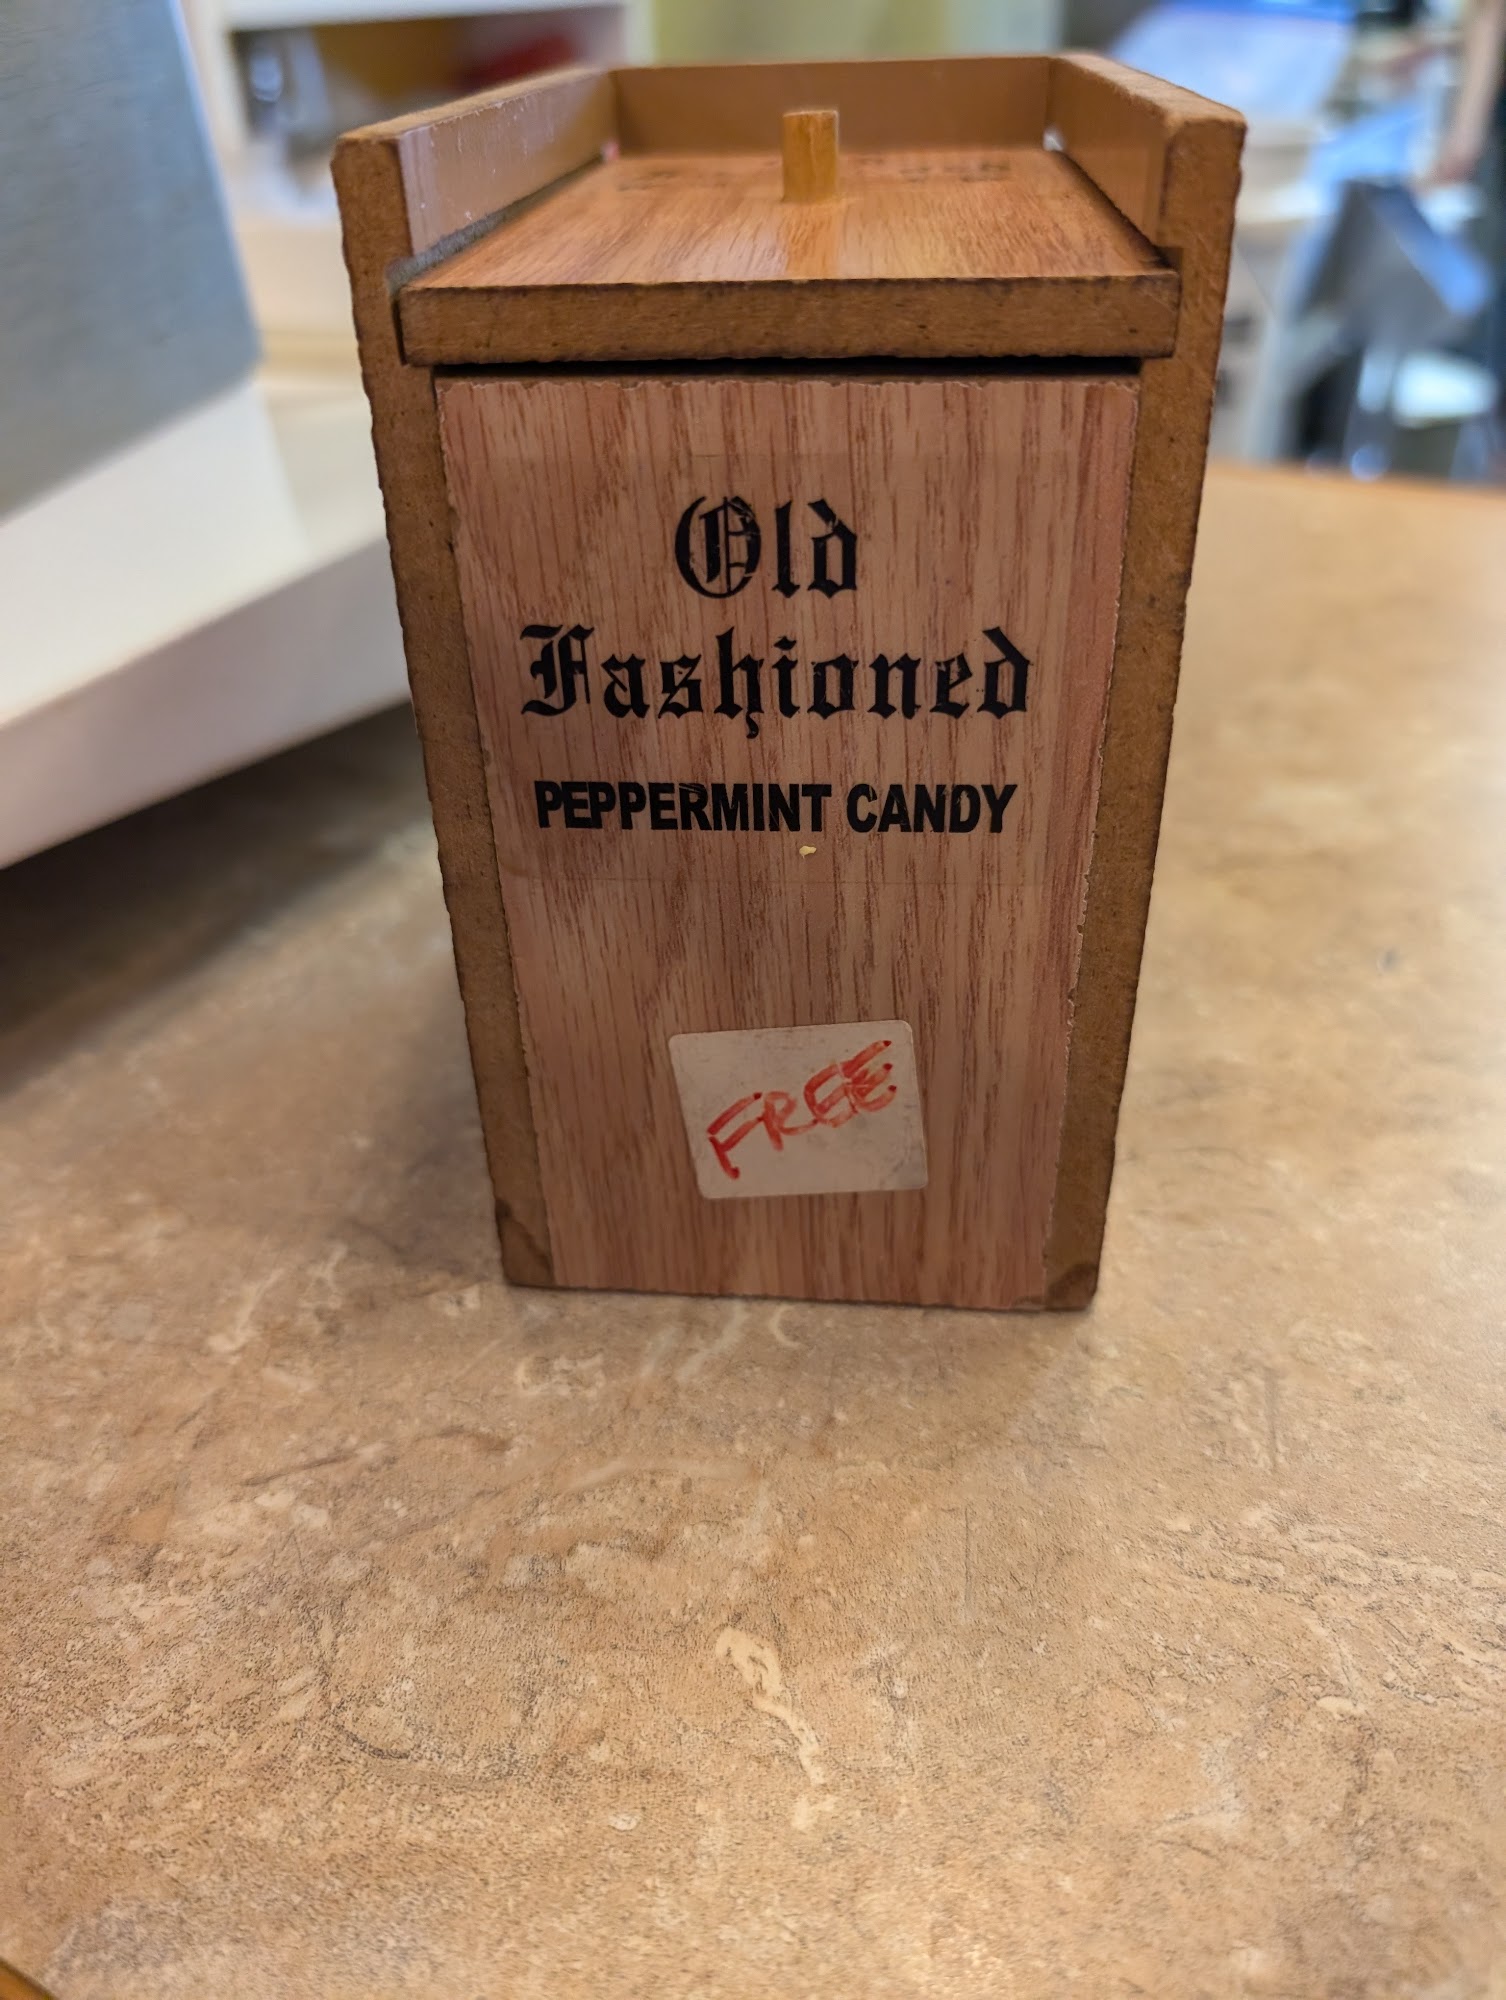 Old
Fashioned
PEPPERMINT CANDY
FREE